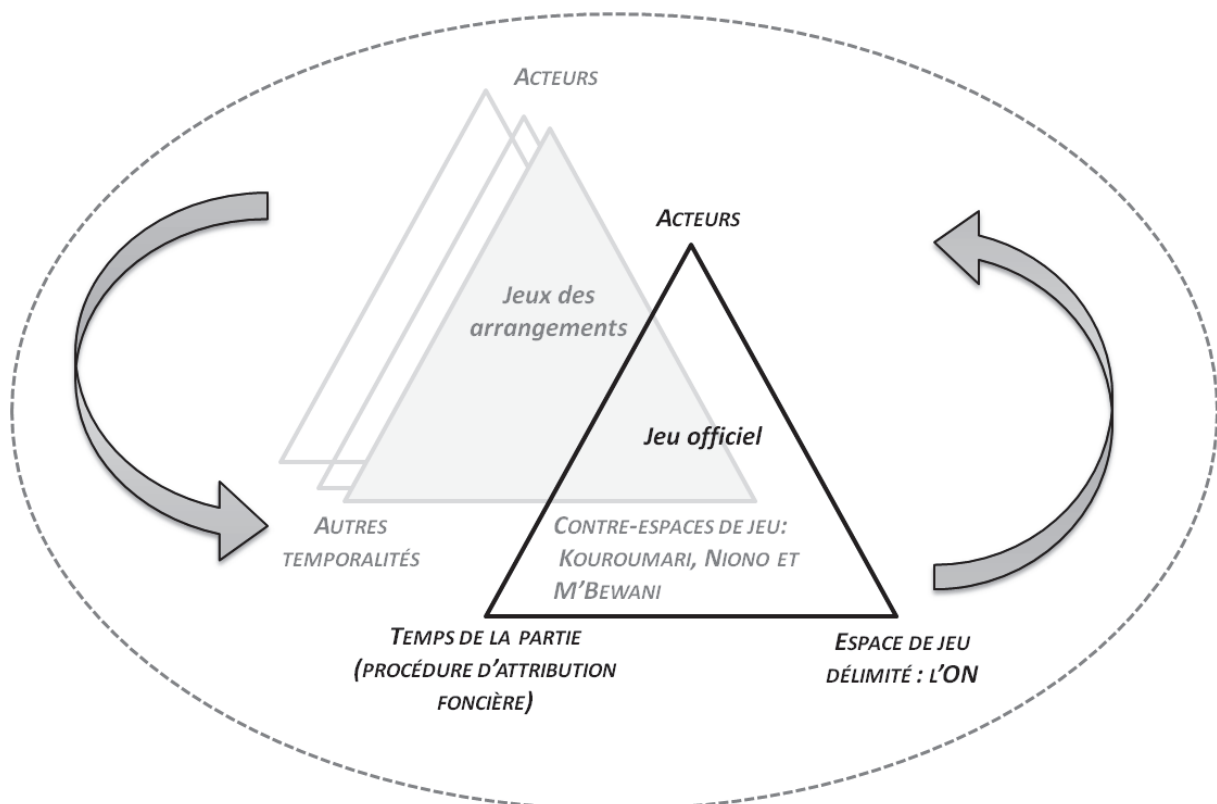 ACTEURS
ACTEURS
Jeux des
arrangements
Jeu officiel
AUTRES
TEMPORALITÉS
CONTRE-ESPACES DE JEU:
KOUROUMARI, NIONO ET
M'BEWANI
TEMPS DE LA PARTIE
(PROCÉDURE D'ATTRIBUTION
FONCIÈRE)
ESPACE DE JEU
DÉLIMITÉ : L'ON